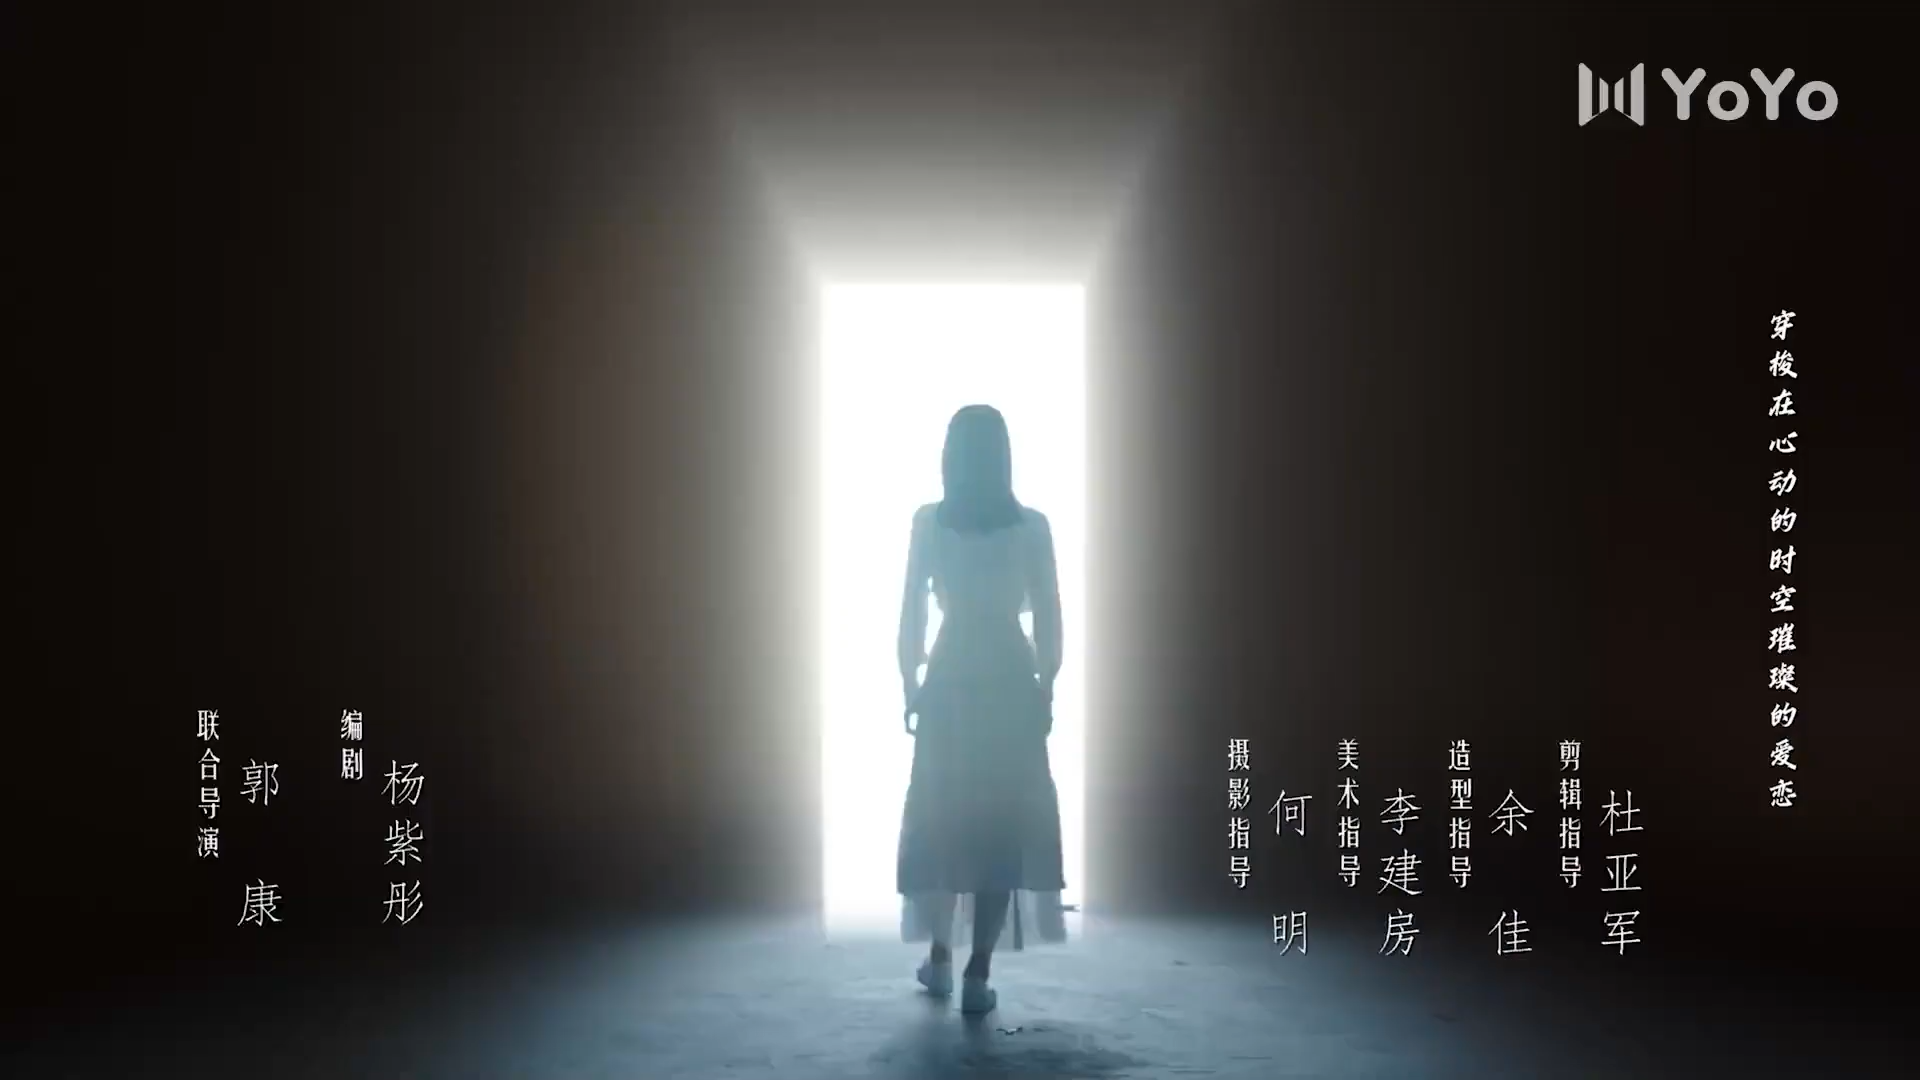 YoYo
穿梭在心动的时空璀璨的爱恋
联合导演
郭康
编剧
杨紫彤
摄影指导
何明
美术指导
李建房
造型指导
余佳
剪辑指导
杜亚军